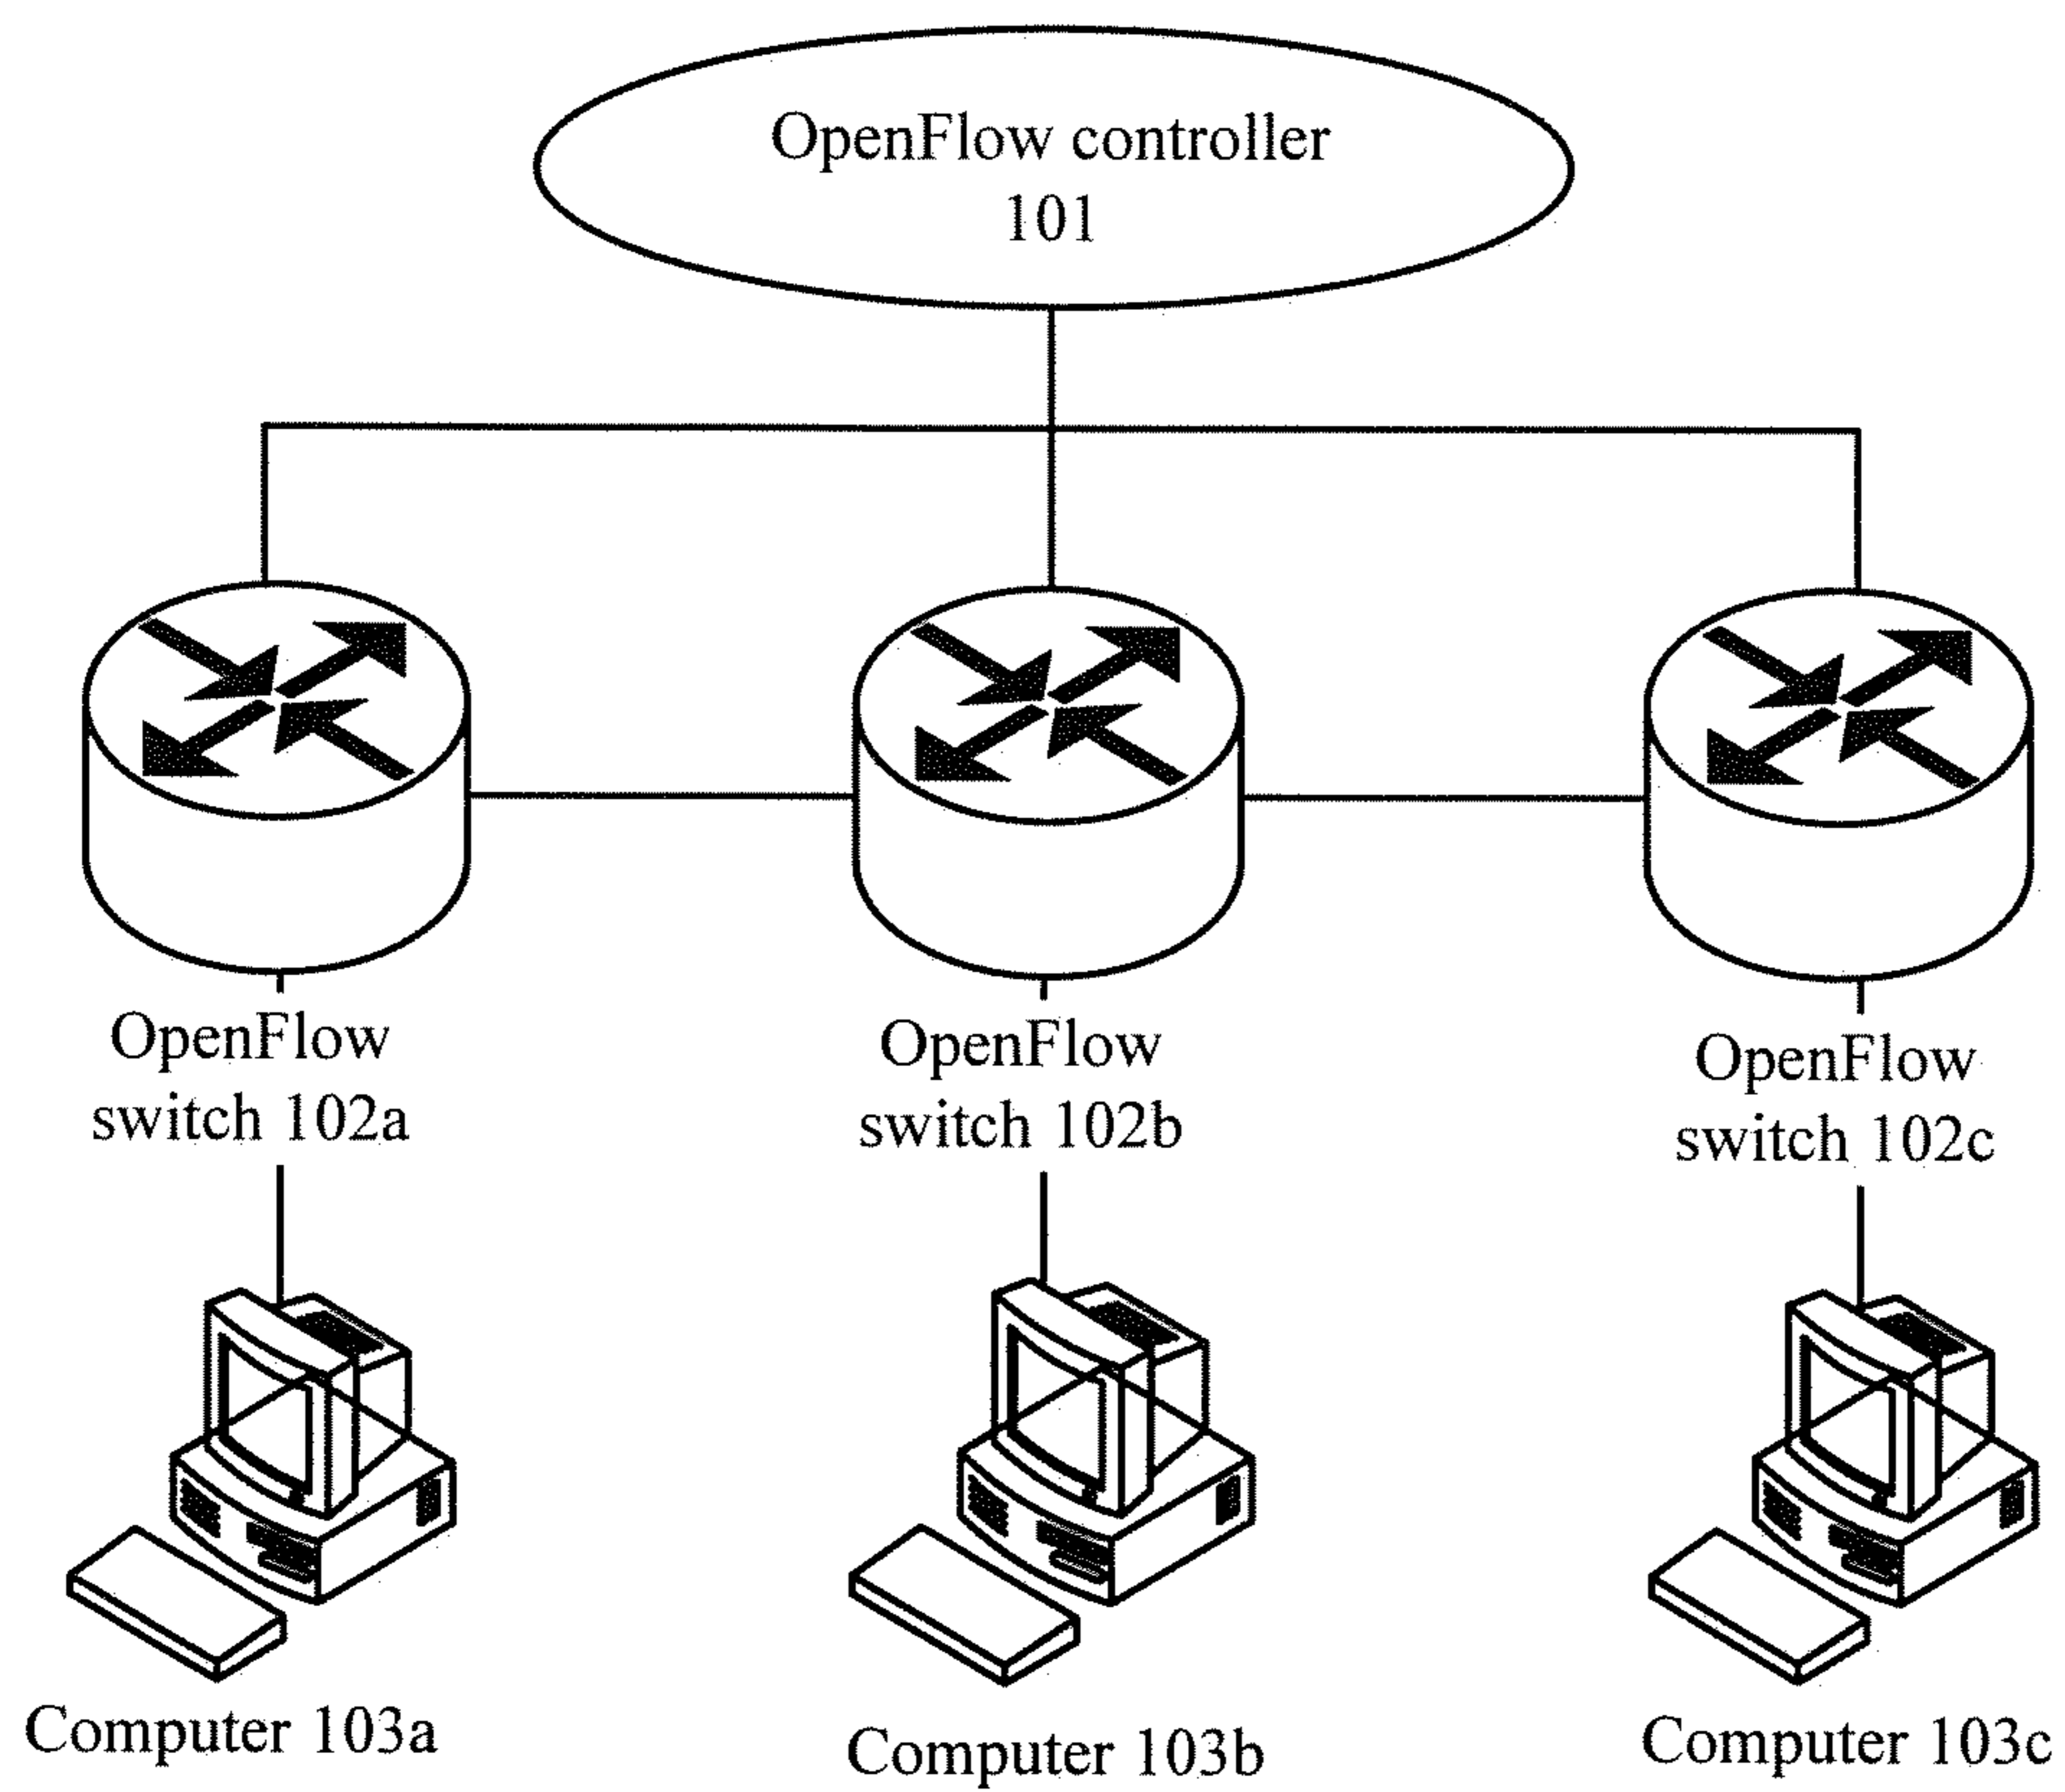 OpenFlow controller
101
OpenFlow
switch 102a
OpenFlow
switch 102b
OpenFlow
switch 102c
Computer 103a
Computer 103b
Computer 103c